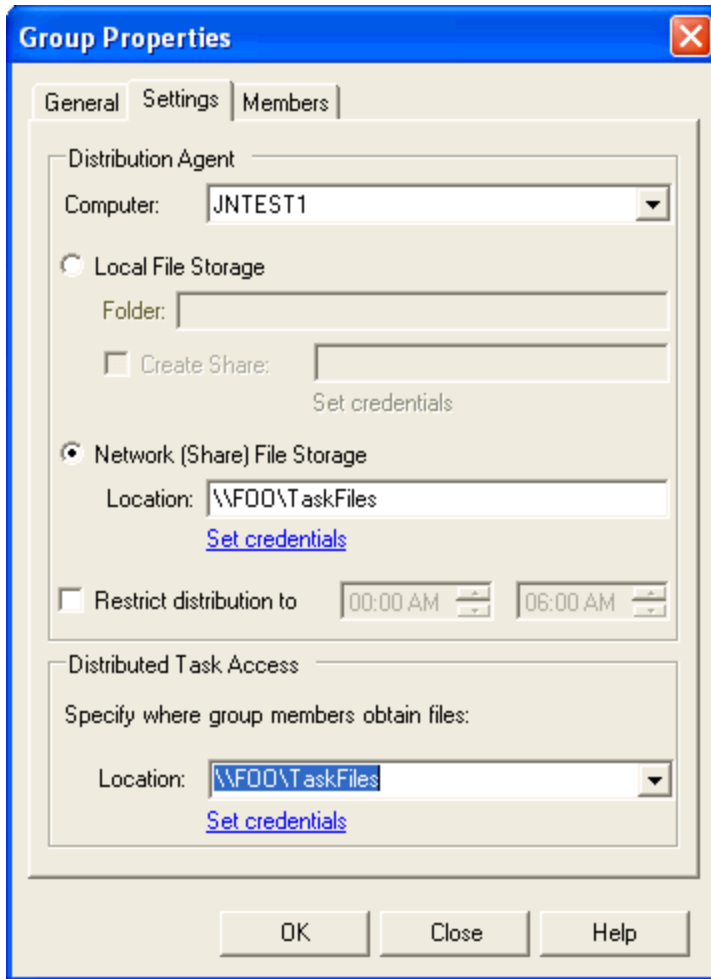 Group Properties
General Settings Members
Distribution Agent
Computer: JNTEST1
Local File Storage
Folder:
Create Share:
Set credentials
Network (Share) File Storage
Location: \\FOO\TaskFiles
Set credentials
Restrict distribution to 00:00 AM 06:00 AM
Distributed Task Access
Specify where group members obtain files:
Location: \\FOO\TaskFiles
Set credentials
OK Close Help